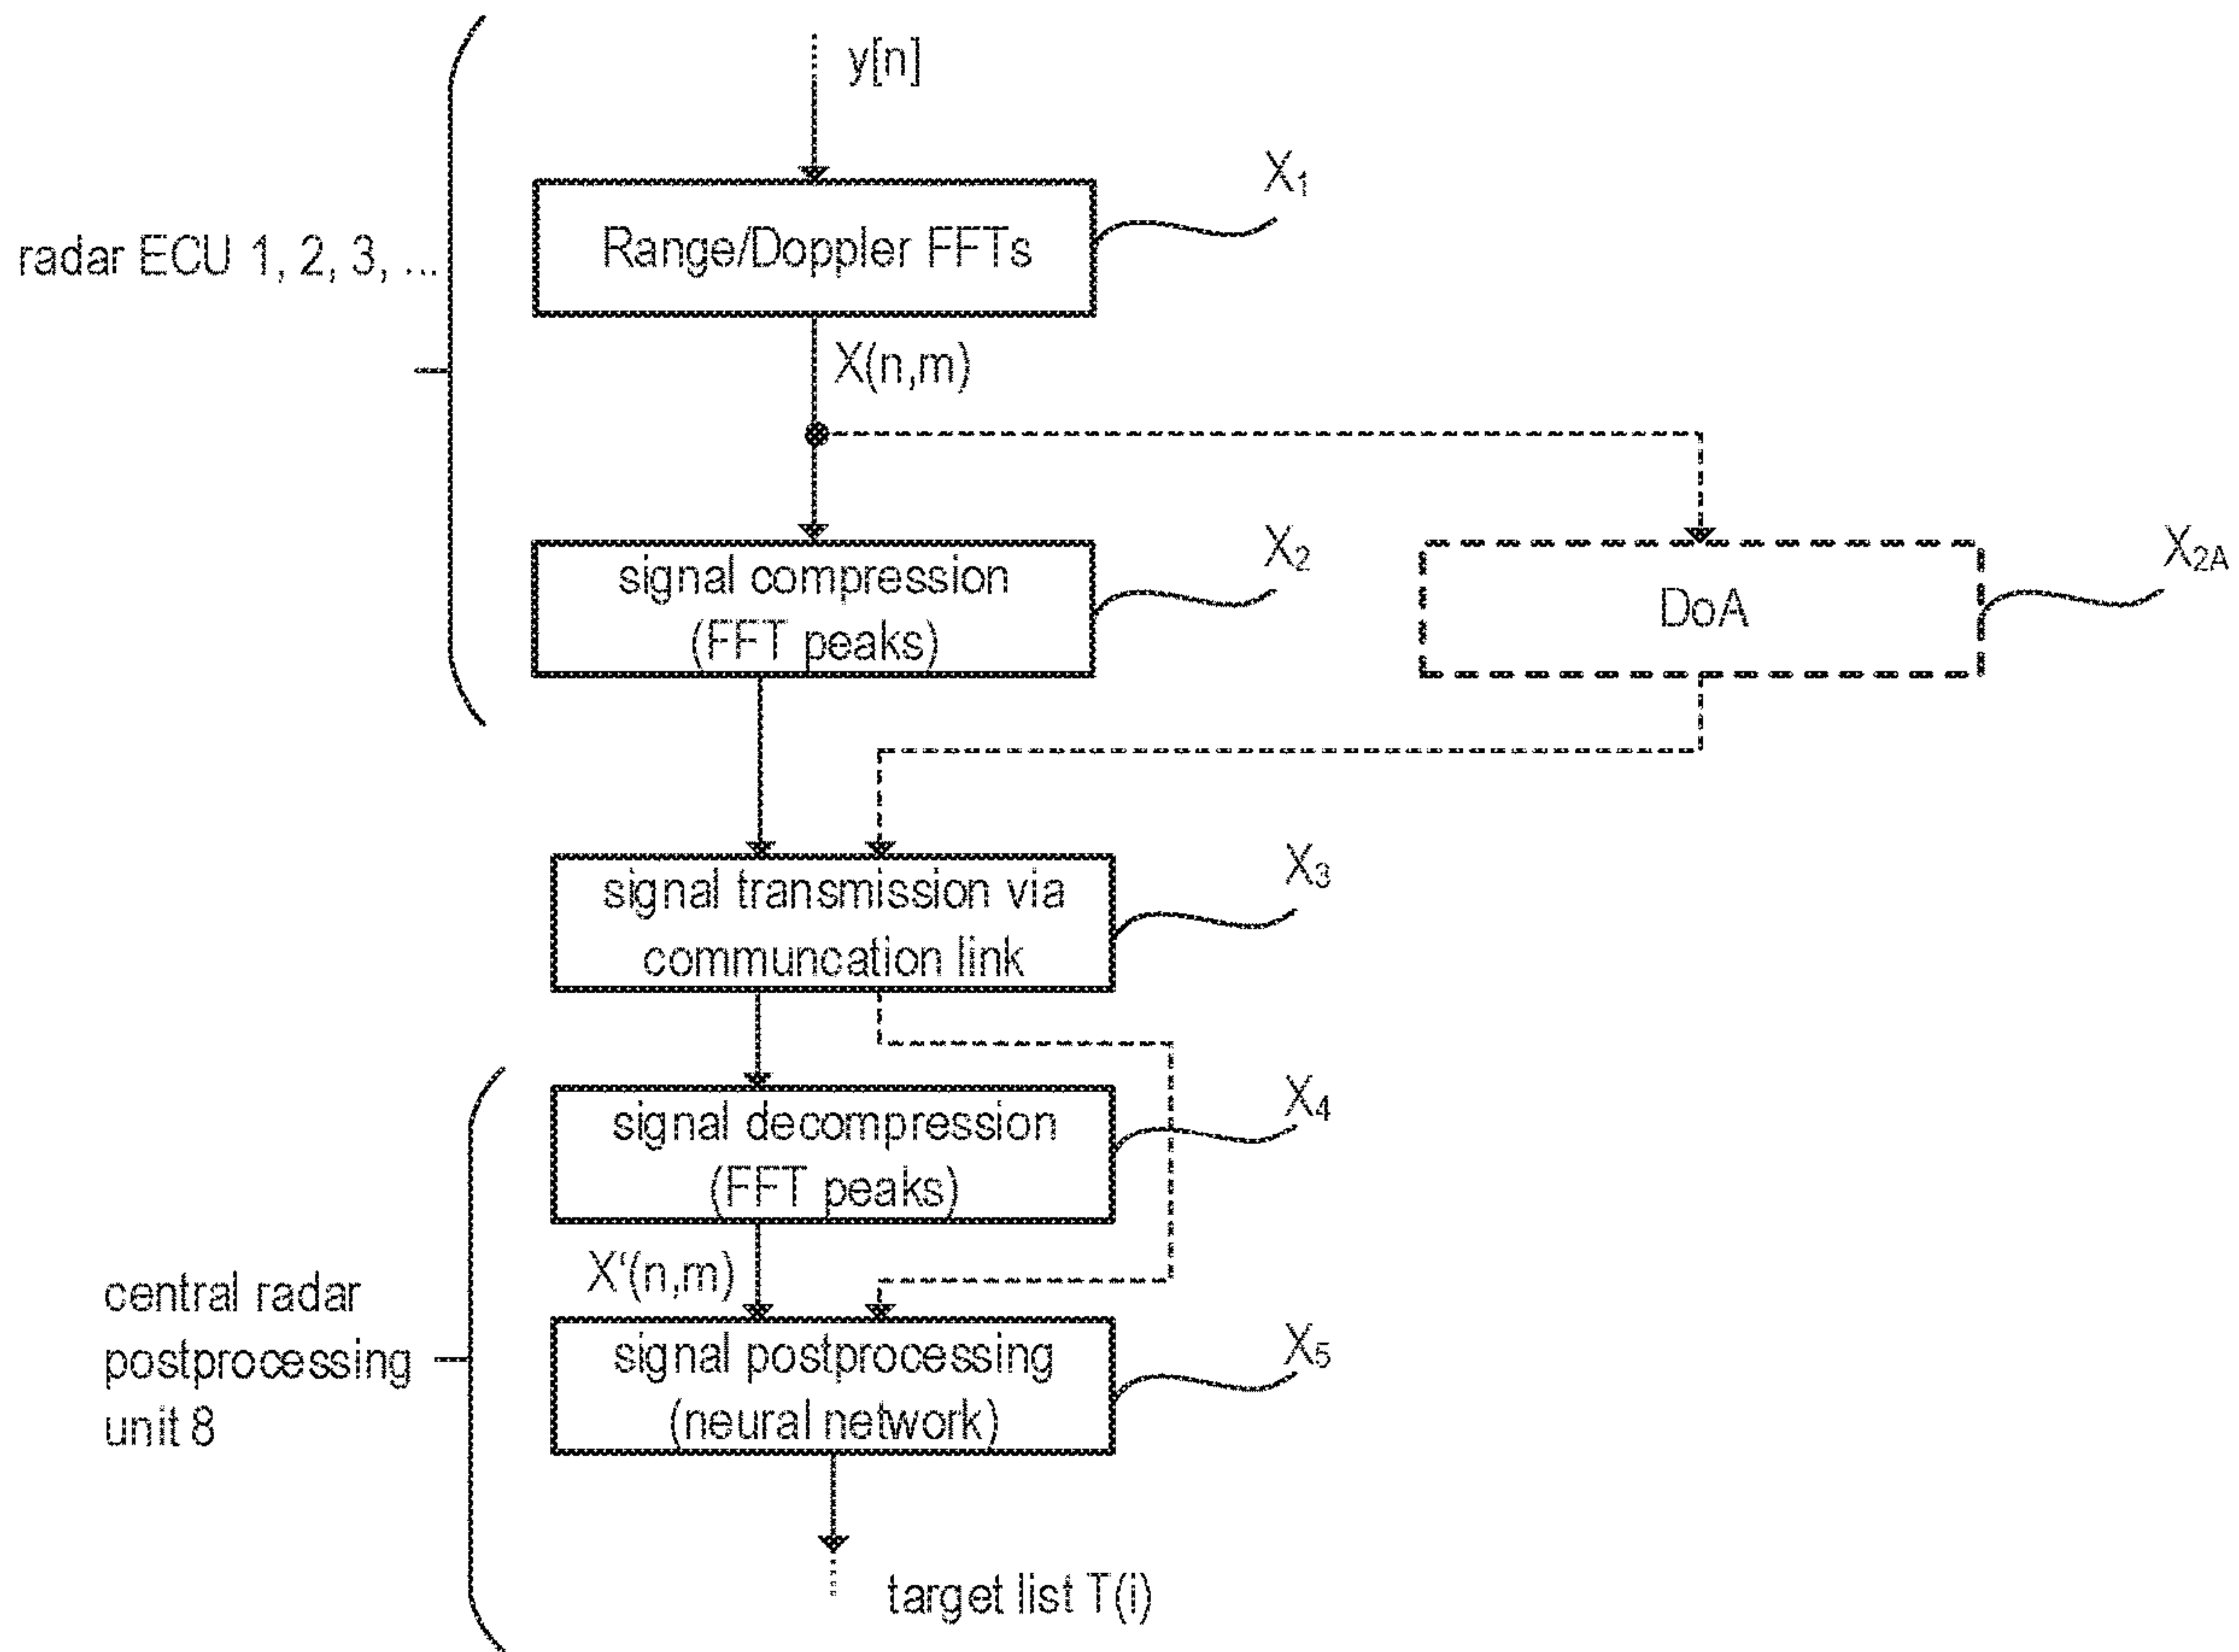 y[n]
X₁
Range/Doppler FFTs
radar ECU 1, 2, 3, ...
X(n,m)
X₂
signal compression
(FFT peaks)
X₂A
DoA
X₃
signal transmission via
communcation link
X₄
signal decompression
(FFT peaks)
X‘(n,m)
central radar
postprocessing
unit 8
X₅
signal postprocessing
(neural network)
target list T(i)